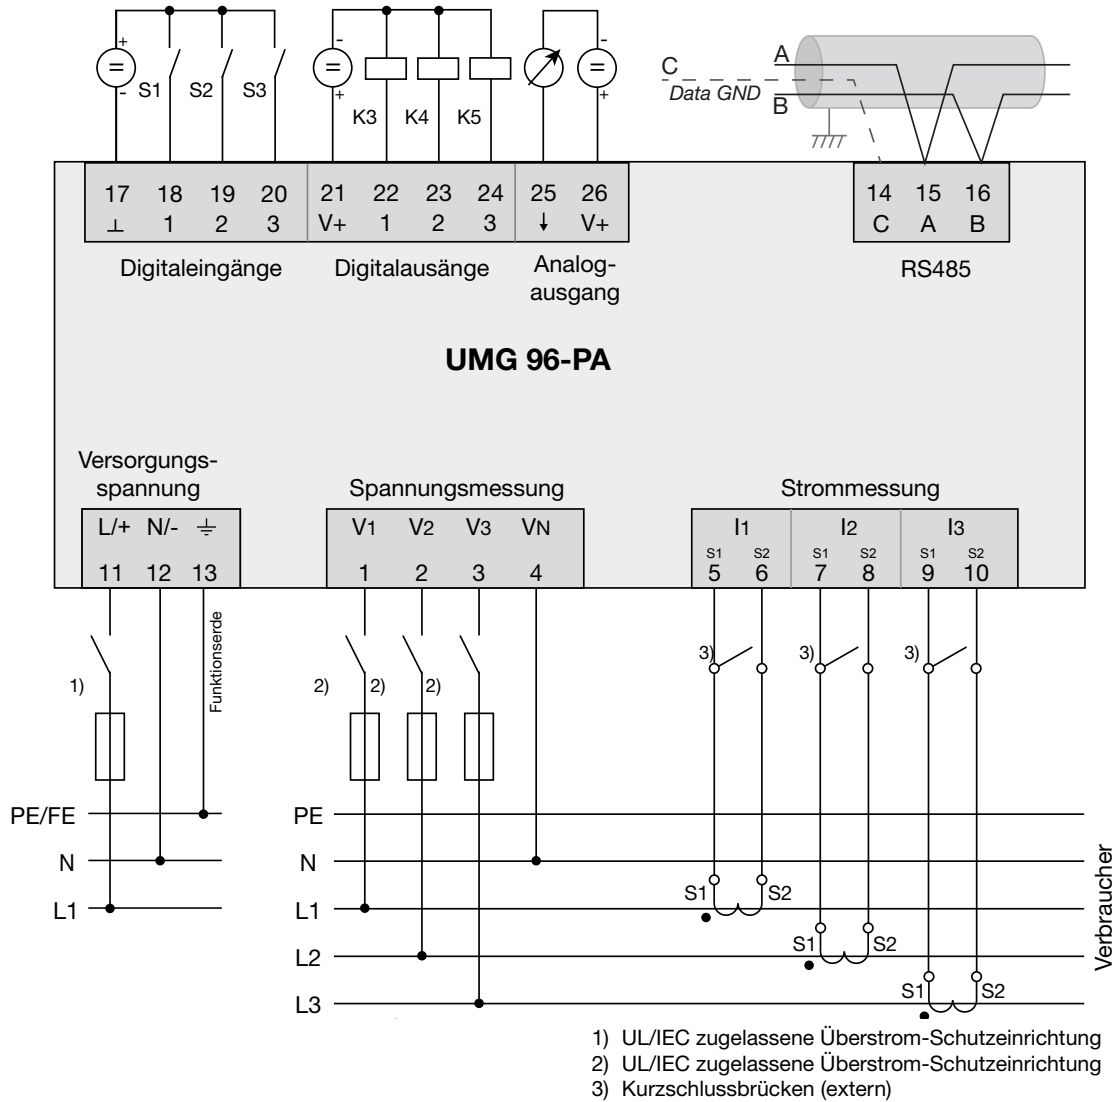 + - + - +
S1 S2 S3
K3 K4 K5
-
=
=
=
C
Data GND
A
B
17 18 19 20 21 22 23 24 25 26
⊥ 1 2 3 V+ 1 2 3 ↓ V+
Digitaleingänge
Digitalausänge
Analog-
ausgang
14 15 16
C A B
RS485
UMG 96-PA
Versorgungs-
spannung
L/+ N/- ⏚
11 12 13
Spannungsmessung
V1 V2 V3 VN
1 2 3 4
Strommessung
I1 I2 I3
S1 S2 S1 S2 S1 S2
5 6 7 8 9 10
Funktionserde
1)
2) 2) 2)
3) 3) 3)
PE/FE
N
L1
PE
N
L1
L2
L3
S1 S2
S1 S2
S1 S2
Verbraucher
1) UL/IEC zugelassene Überstrom-Schutzeinrichtung
2) UL/IEC zugelassene Überstrom-Schutzeinrichtung
3) Kurzschlussbrücken (extern)